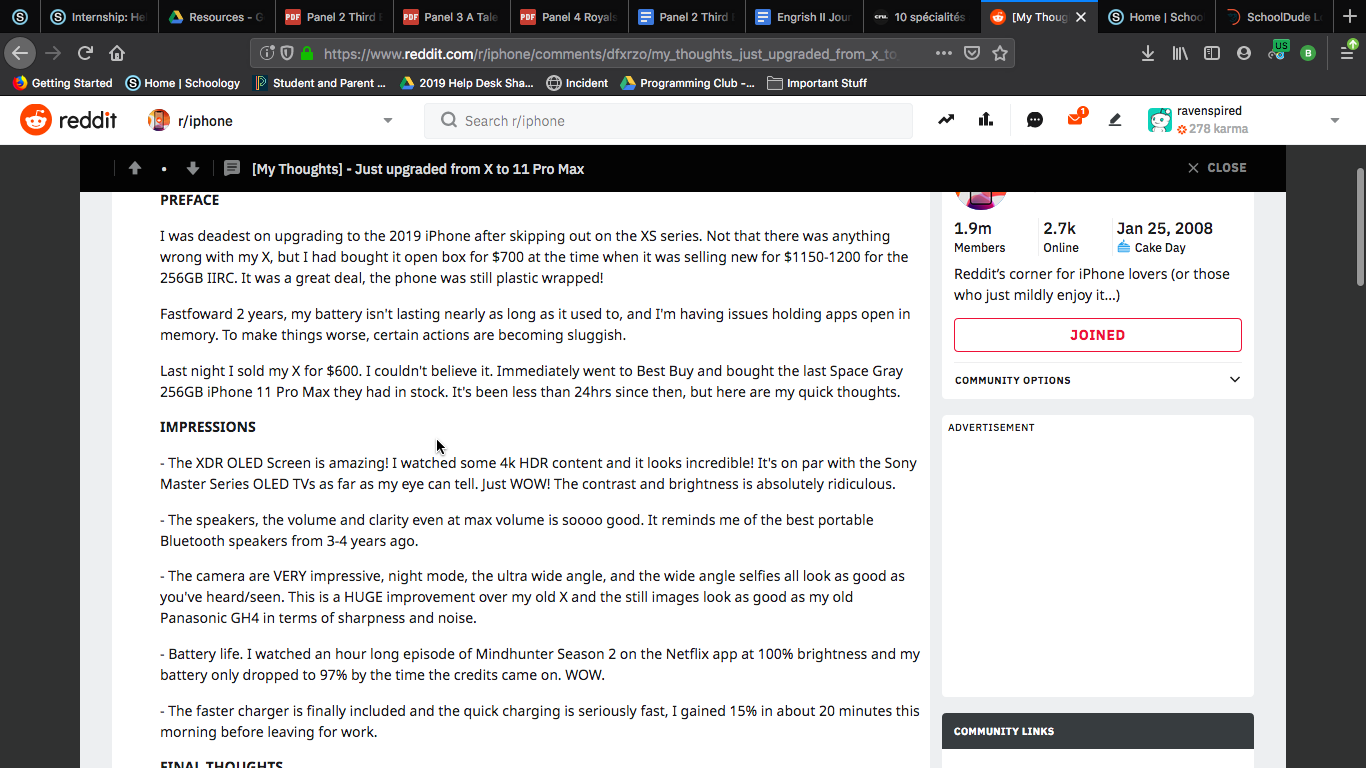 Internship: He
Resources - G
PDF Panel 2 Third
PDF Panel 3 A Tale
PDF Panel 4 Royals
Panel 2 Third
Engrish II Jour
10 spécialités
[My Thoug
Home | Schoo
SchoolDude L
https://www.reddit.com/r/iphone/comments/dfxrzo/my_thoughts_just_upgraded_from_x_to_
US
B
Getting Started
Home | Schoology
Student and Parent ...
2019 Help Desk Sha...
Incident
Programming Club -...
Important Stuff
reddit
r/iphone
Search r/iphone
1
ravenspired
278 karma
[My Thoughts] - Just upgraded from X to 11 Pro Max
CLOSE
PREFACE
I was deadest on upgrading to the 2019 iPhone after skipping out on the XS series. Not that there was anything
wrong with my X, but I had bought it open box for $700 at the time when it was selling new for $1150-1200 for the
256GB IIRC. It was a great deal, the phone was still plastic wrapped!
Fastfoward 2 years, my battery isn't lasting nearly as long as it used to, and I'm having issues holding apps open in
memory. To make things worse, certain actions are becoming sluggish.
Last night I sold my X for $600. I couldn't believe it. Immediately went to Best Buy and bought the last Space Gray
256GB iPhone 11 Pro Max they had in stock. It's been less than 24hrs since then, but here are my quick thoughts.
IMPRESSIONS
- The XDR OLED Screen is amazing! I watched some 4k HDR content and it looks incredible! It's on par with the Sony
Master Series OLED TVs as far as my eye can tell. Just WOW! The contrast and brightness is absolutely ridiculous.
- The speakers, the volume and clarity even at max volume is soooo good. It reminds me of the best portable
Bluetooth speakers from 3-4 years ago.
- The camera are VERY impressive, night mode, the ultra wide angle, and the wide angle selfies all look as good as
you've heard/seen. This is a HUGE improvement over my old X and the still images look as good as my old
Panasonic GH4 in terms of sharpness and noise.
- Battery life. I watched an hour long episode of Mindhunter Season 2 on the Netflix app at 100% brightness and my
battery only dropped to 97% by the time the credits came on. WOW.
- The faster charger is finally included and the quick charging is seriously fast, I gained 15% in about 20 minutes this
morning before leaving for work.
FINAL THOUGHTS
1.9m
Members
2.7k
Online
Jan 25, 2008
Cake Day
Reddit's corner for iPhone lovers (or those
who just mildly enjoy it...)
JOINED
COMMUNITY OPTIONS
ADVERTISEMENT
COMMUNITY LINKS